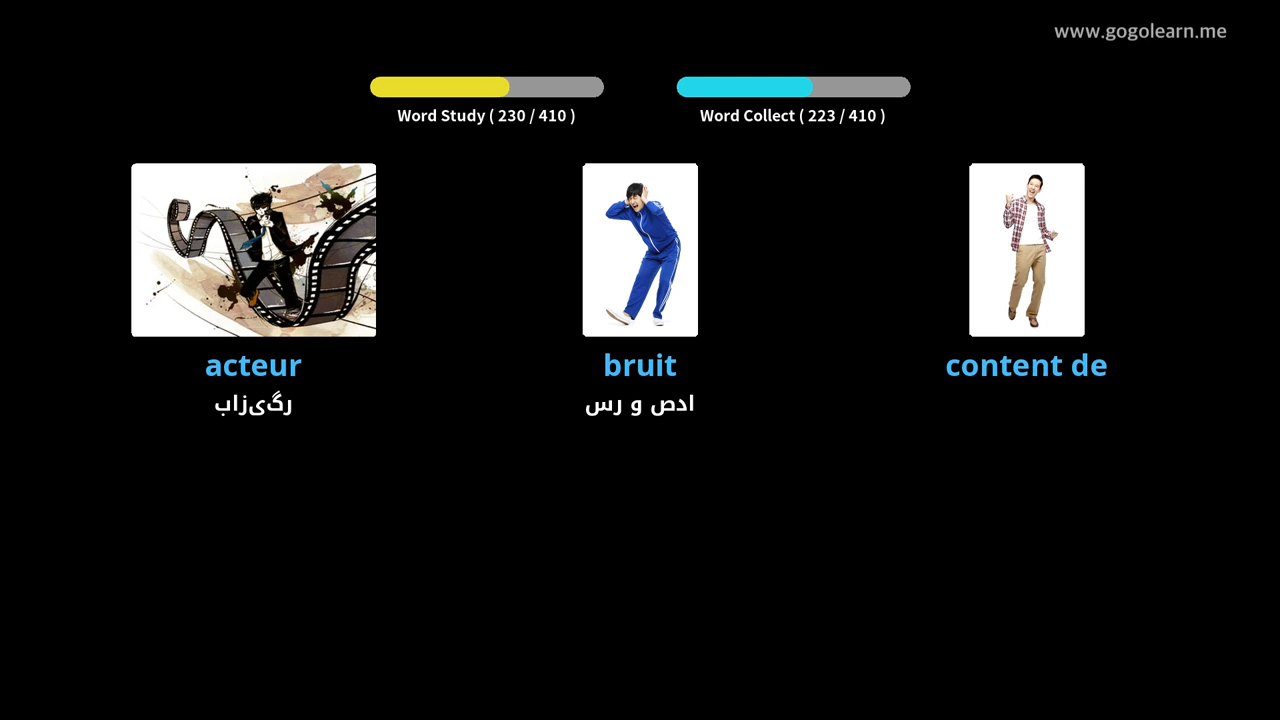 www.gogolearn.me
Word Study ( 230 / 410 )
Word Collect ( 223 / 410 )
acteur
bruit
content de
رگیزاب
ادص و رس